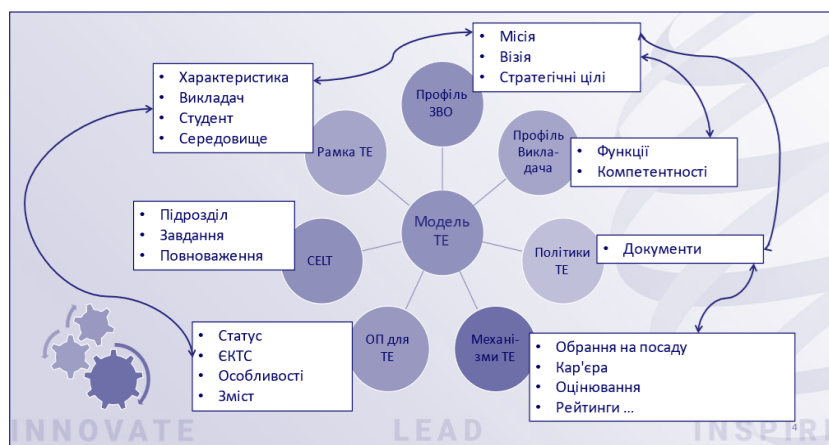 • Місія
• Візія
• Стратегічні цілі
• Характеристика
• Викладач
• Студент
• Середовище
Профіль
ЗВО
Рамка ТЕ
Профіль
Викла-
дача
• Функції
• Компетентності
• Підрозділ
• Завдання
• Повноваження
CELT
Модель
ТЕ
Політики
ТЕ
• Документи
• Статус
• ЄКТС
• Особливості
• Зміст
ОП для
ТЕ
Механі-
зми ТЕ
• Обрання на посаду
• Кар'єра
• Оцінювання
• Рейтинги ...
4
INNOVATE
LEAD
INSPIRE